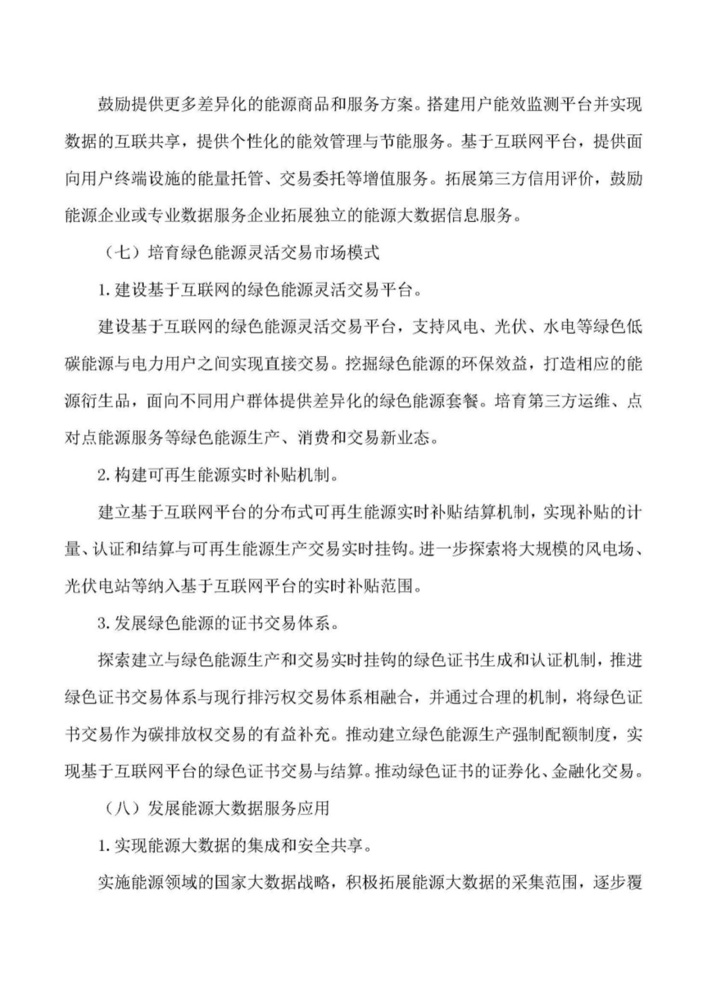 鼓励提供更多差异化的能源商品和服务方案。搭建用户能效监测平台并实现
数据的互联共享，提供个性化的能效管理与节能服务。基于互联网平台，提供面
向用户终端设施的能量托管、交易委托等增值服务。拓展第三方信用评价，鼓励
能源企业或专业数据服务企业拓展独立的能源大数据信息服务。
（七）培育绿色能源灵活交易市场模式
1.建设基于互联网的绿色能源灵活交易平台。
建设基于互联网的绿色能源灵活交易平台，支持风电、光伏、水电等绿色低
碳能源与电力用户之间实现直接交易。挖掘绿色能源的环保效益，打造相应的能
源衍生品，面向不同用户群体提供差异化的绿色能源套餐。培育第三方运维、点
对点能源服务等绿色能源生产、消费和交易新业态。
2.构建可再生能源实时补贴机制。
建立基于互联网平台的分布式可再生能源实时补贴结算机制，实现补贴的计
量、认证和结算与可再生能源生产交易实时挂钩。进一步探索将大规模的风电场、
光伏电站等纳入基于互联网平台的实时补贴范围。
3.发展绿色能源的证书交易体系。
探索建立与绿色能源生产和交易实时挂钩的绿色证书生成和认证机制，推进
绿色证书交易体系与现行排污权交易体系相融合，并通过合理的机制，将绿色证
书交易作为碳排放权交易的有益补充。推动建立绿色能源生产强制配额制度，实
现基于互联网平台的绿色证书交易与结算。推动绿色证书的证券化、金融化交易。
（八）发展能源大数据服务应用
1.实现能源大数据的集成和安全共享。
实施能源领域的国家大数据战略，积极拓展能源大数据的采集范围，逐步覆